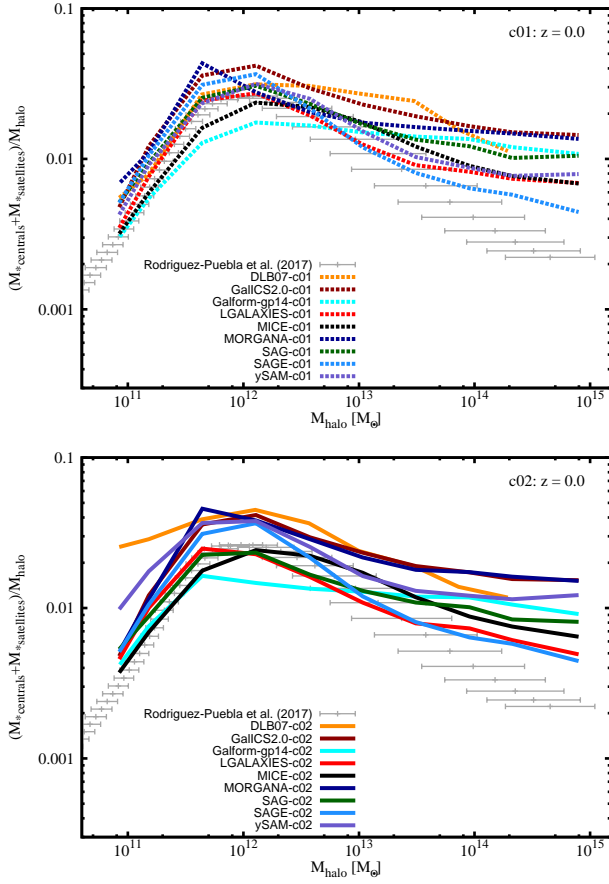 0.1
c01: z = 0.0
0.01
0.001
(M*centrals+M*satellites)/Mhalo
Rodriguez-Puebla et al. (2017)
DLB07-c01
GalICS2.0-c01
Galform-gp14-c01
LGALAXIES-c01
MICE-c01
MORGANA-c01
SAG-c01
SAGE-c01
ySAM-c01
10^11 10^12 10^13 10^14 10^15
Mhalo [M⊙]
0.1
c02: z = 0.0
0.01
0.001
(M*centrals+M*satellites)/Mhalo
Rodriguez-Puebla et al. (2017)
DLB07-c02
GalICS2.0-c02
Galform-gp14-c02
LGALAXIES-c02
MICE-c02
MORGANA-c02
SAG-c02
SAGE-c02
ySAM-c02
10^11 10^12 10^13 10^14 10^15
Mhalo [M⊙]